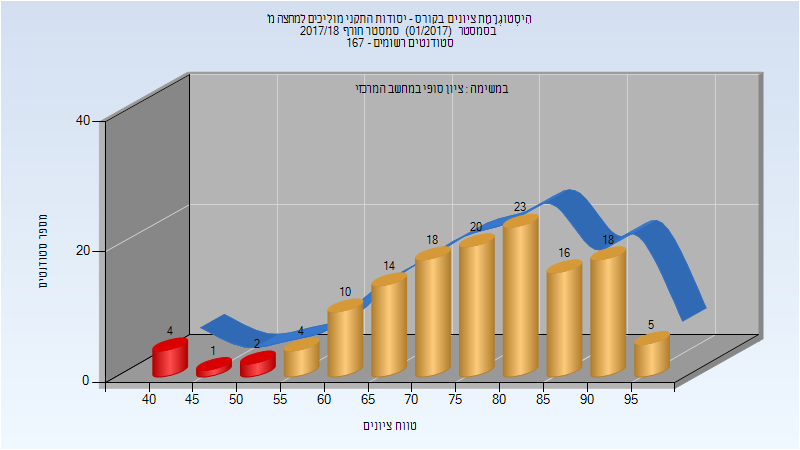 היסטוגרמת ציונים בקורס - יסודות התקני מוליכים למחצה מ'
בסמסטר (01/2017) סמסטר חורף 2017/18
סטודנטים רשומים - 167
במשימה : ציון סופי במחשב המרכזי
מספר סטודנטים
40
20
0
4
1
2
4
10
14
18
20
23
16
18
5
40 45 50 55 60 65 70 75 80 85 90 95
טווח ציונים